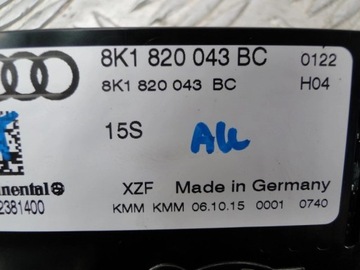 8K1 820 043 BC 0122
8K1 820 043 BC H04
15S
XZF Made in Germany
2381400
KMM KMM 06.10.15 0001 0740